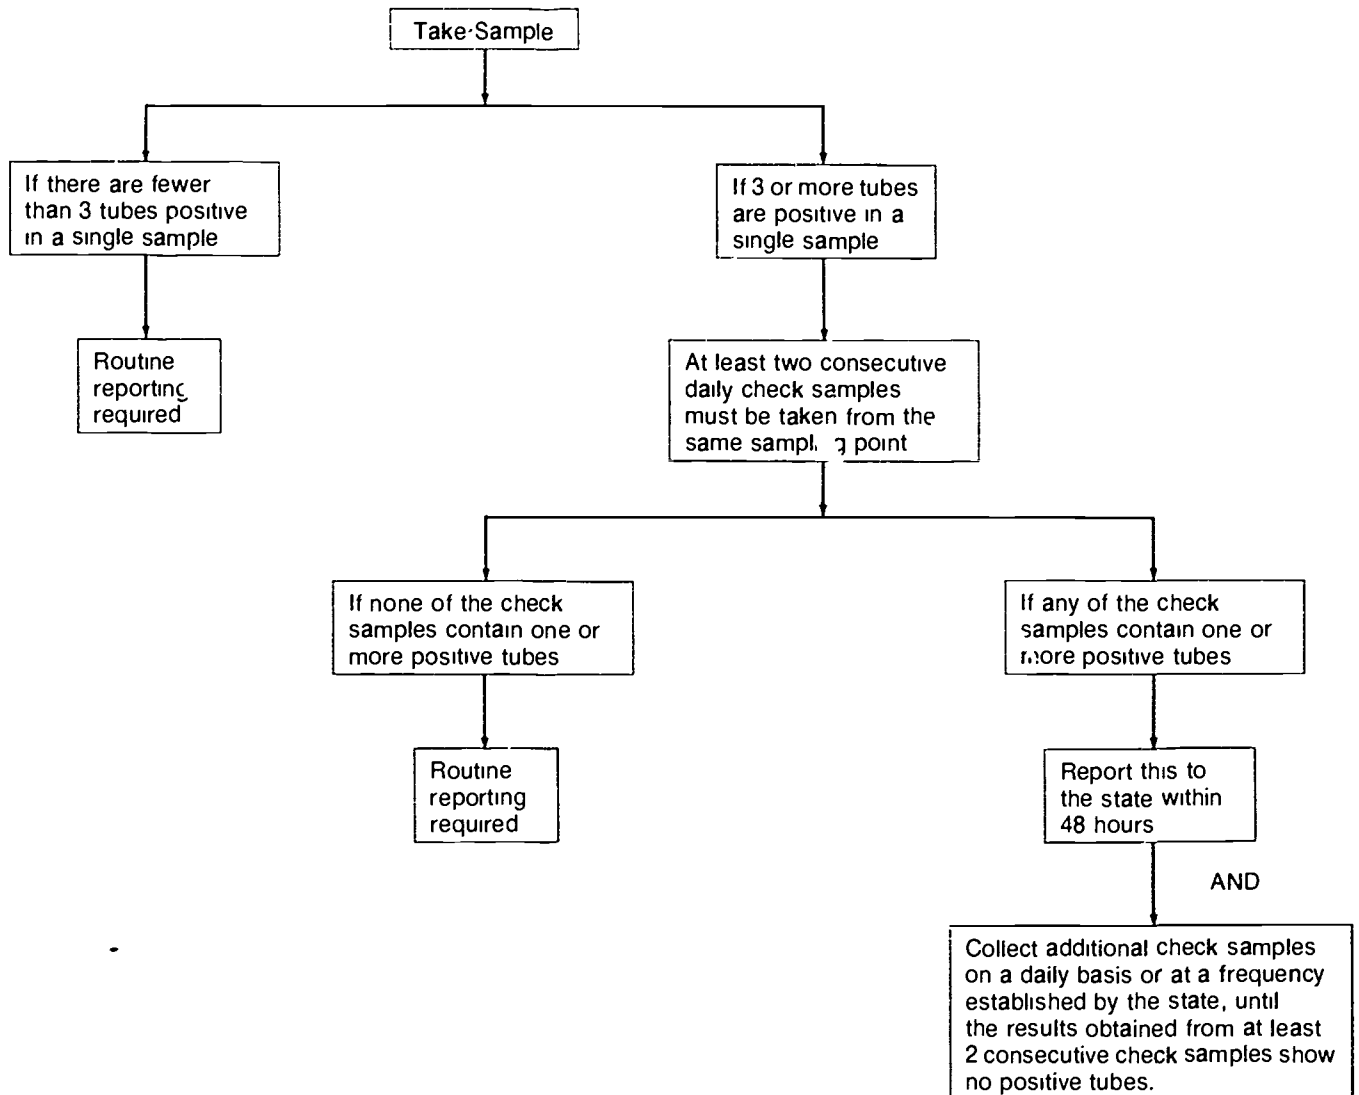 Take Sample
If there are fewer
than 3 tubes positive
in a single sample
If 3 or more tubes
are positive in a
single sample
Routine
reporting
required
At least two consecutive
daily check samples
must be taken from the
same point
If none of the check
samples contain one or
more positive tubes
If any of the check
samples contain one or
more positive tubes
Routine
reporting
required
Report this to
the state within
48 hours
AND
Collect additional check samples
on a daily basis or at a frequency
established by the state, until
the results obtained from at least
2 consecutive check samples show
no positive tubes.